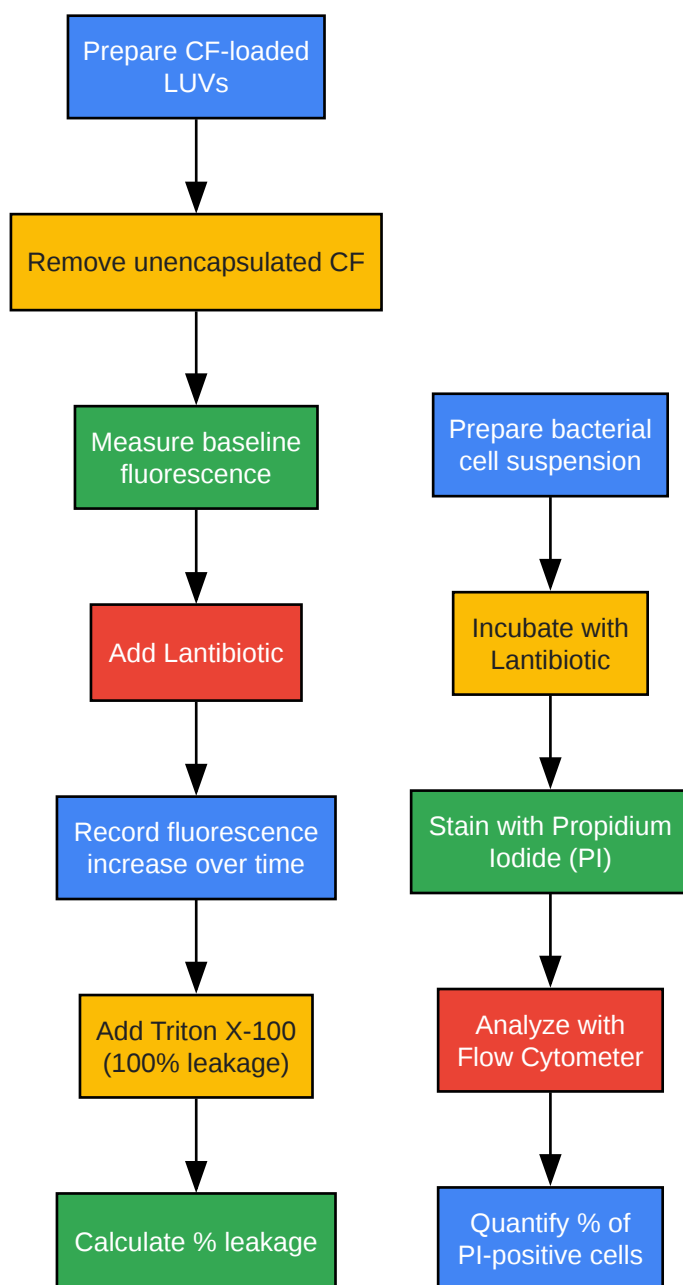 Prepare CF-loaded
LUVs
Remove unencapsulated CF
Measure baseline
fluorescence
Add Lantibiotic
Record fluorescence
increase over time
Add Triton X-100
(100% leakage)
Calculate % leakage
Prepare bacterial
cell suspension
Incubate with
Lantibiotic
Stain with Propidium
Iodide (PI)
Analyze with
Flow Cytometer
Quantify % of
PI-positive cells